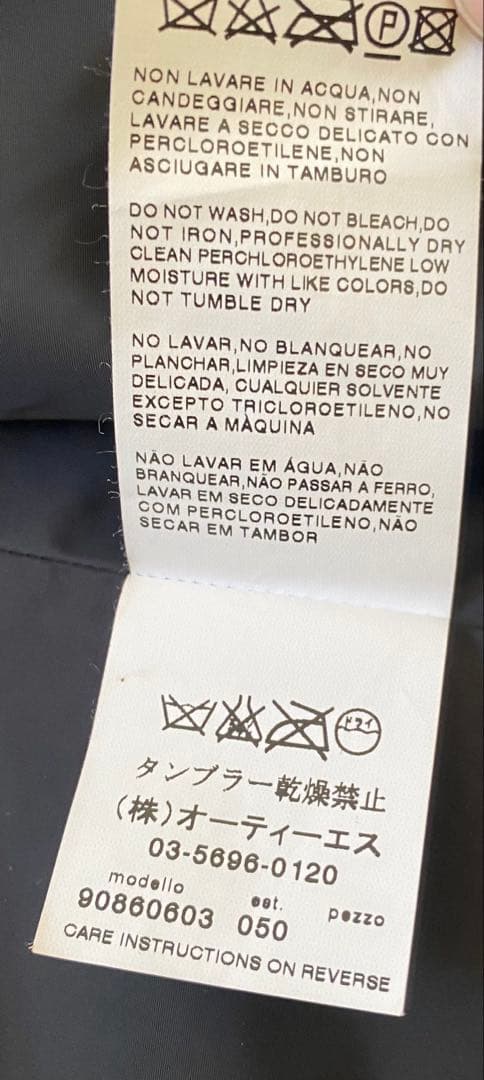 P
NON LAVARE IN ACQUA,NON
CANDEGGIARE,NON STIRARE,
LAVARE A SECCO DELICATO CON
PERCLOROETILENE,NON
ASCIUGARE IN TAMBURO
DO NOT WASH,DO NOT BLEACH,DO
NOT IRON,PROFESSIONALLY DRY
CLEAN PERCHLOROETHYLENE LOW
MOISTURE WITH LIKE COLORS,DO
NOT TUMBLE DRY
NO LAVAR,NO BLANQUEAR,NO
PLANCHAR,LIMPIEZA EN SECO MUY
DELICADA, CUALQUIER SOLVENTE
EXCEPTO TRICLOROETILENO,NO
SECAR A MÀQUINA
NÃO LAVAR EM ÁGUA,NÃO
BRANQUEAR,NÃO PASSAR A FERRO,
LAVAR EM SECO DELICADAMENTE
COM PERCLOROETILENO,NÃO
SECAR EM TAMBOR
ドライ
タンブラー乾燥禁止
(株)オーティーエス
03-5696-0120
modello est. pezzo
90860603 050
CARE INSTRUCTIONS ON REVERSE